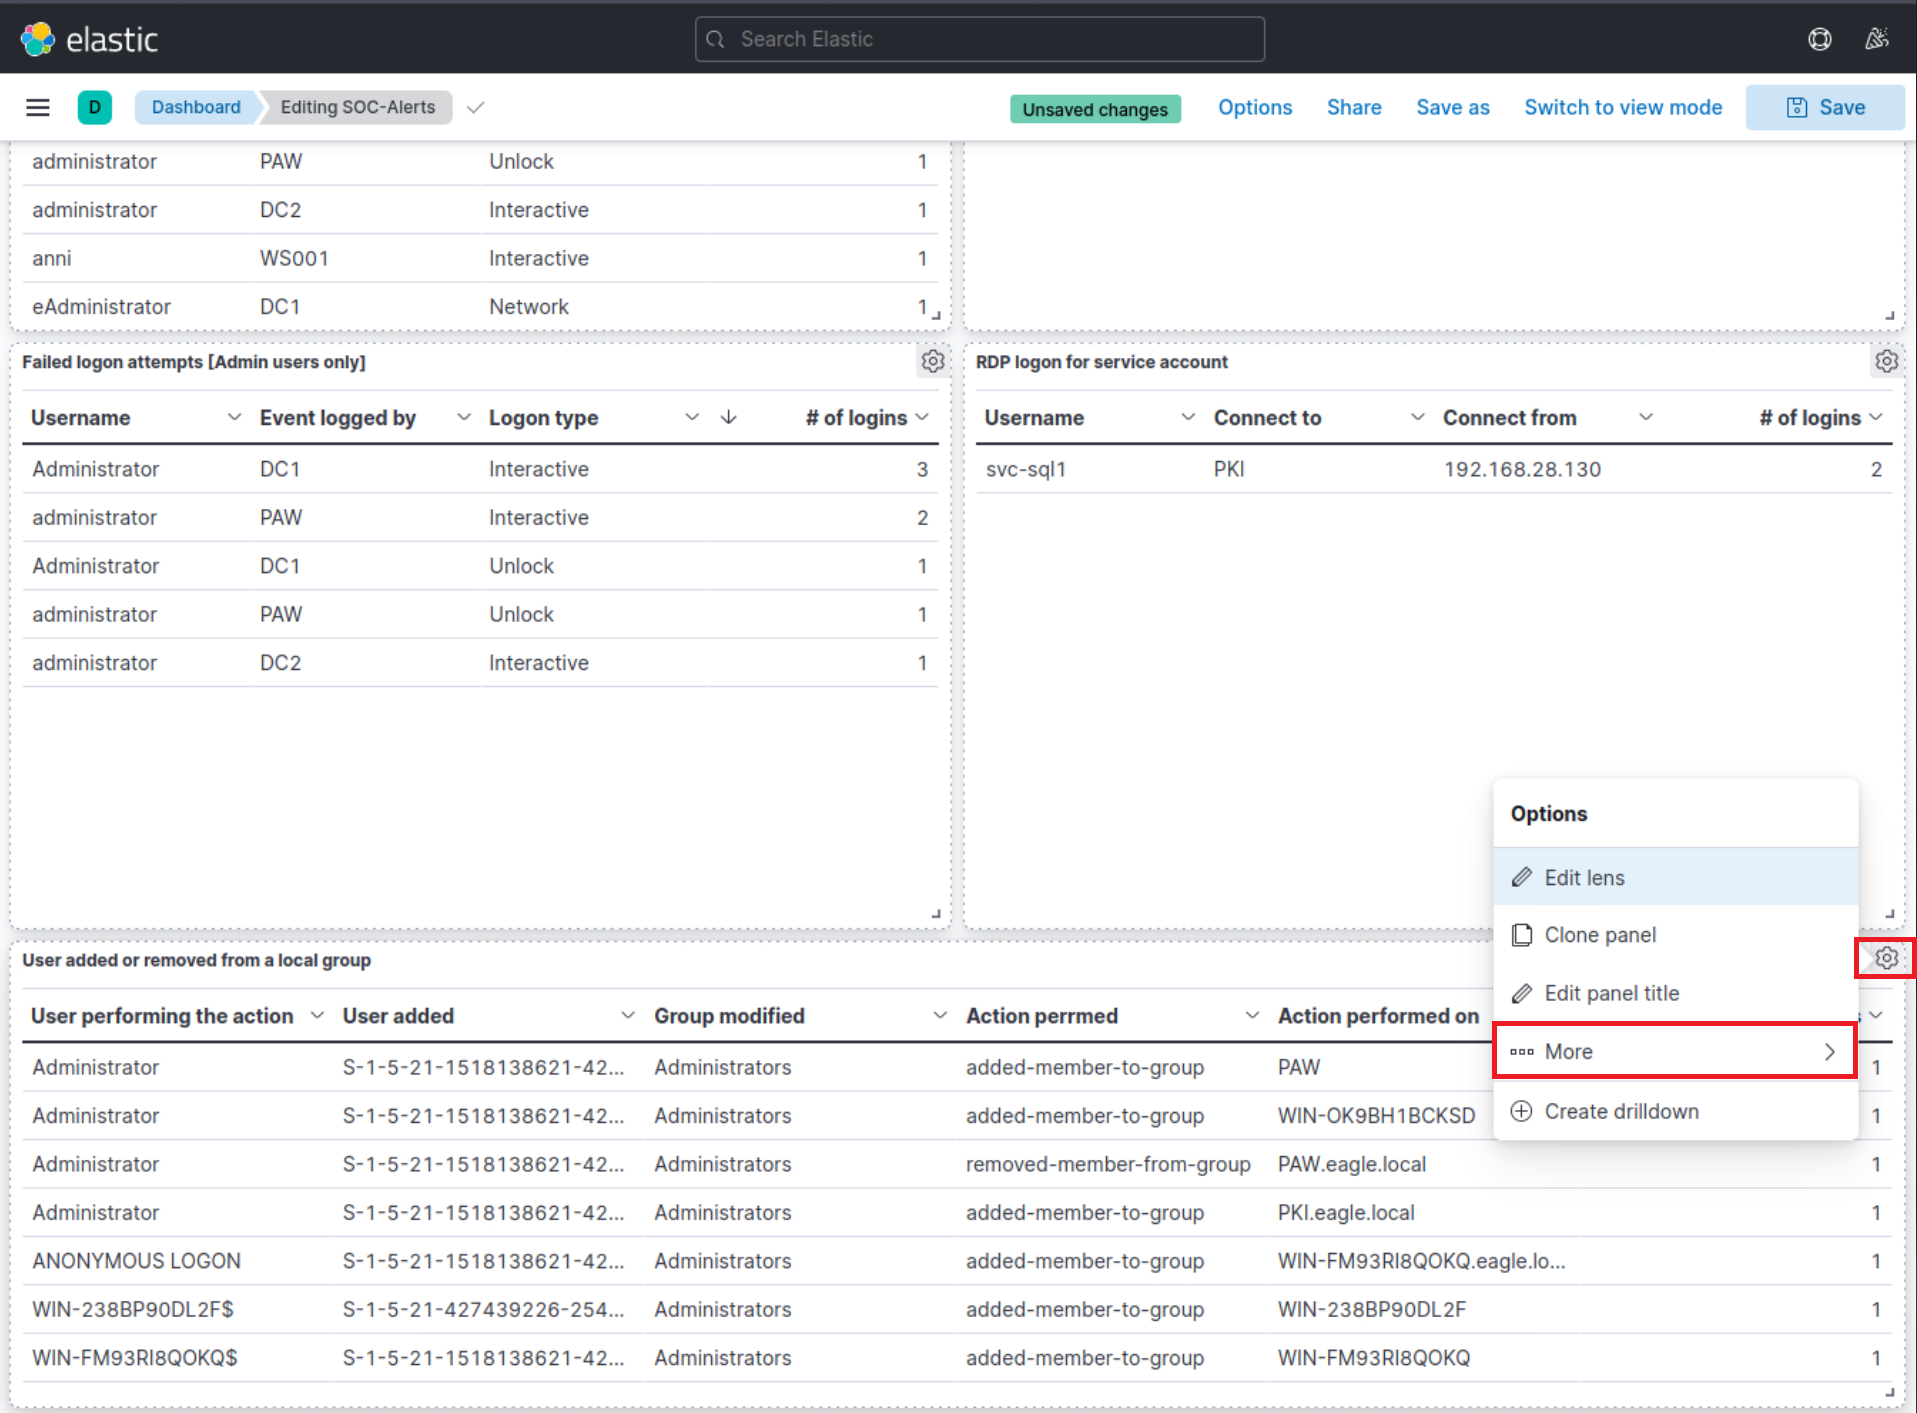 elastic
Search Elastic
D
Dashboard
Editing SOC-Alerts
Unsaved changes
Options
Share
Save as
Switch to view mode
Save
administrator PAW Unlock 1
administrator DC2 Interactive 1
anni WS001 Interactive 1
eAdministrator DC1 Network 1
Failed logon attempts [Admin users only]
Username Event logged by Logon type # of logins
Administrator DC1 Interactive 3
administrator PAW Interactive 2
Administrator DC1 Unlock 1
administrator PAW Unlock 1
administrator DC2 Interactive 1
RDP logon for service account
Username Connect to Connect from # of logins
svc-sql1 PKI 192.168.28.130 2
Options
Edit lens
Clone panel
Edit panel title
More
Create drilldown
User added or removed from a local group
User performing the action User added Group modified Action perrmed Action performed on
Administrator S-1-5-21-1518138621-42... Administrators added-member-to-group PAW 1
Administrator S-1-5-21-1518138621-42... Administrators added-member-to-group WIN-OK9BH1BCKSD 1
Administrator S-1-5-21-1518138621-42... Administrators removed-member-from-group PAW.eagle.local 1
Administrator S-1-5-21-1518138621-42... Administrators added-member-to-group PKI.eagle.local 1
ANONYMOUS LOGON S-1-5-21-1518138621-42... Administrators added-member-to-group WIN-FM93RI8QOKQ.eagle.lo... 1
WIN-238BP90DL2F$ S-1-5-21-427439226-254... Administrators added-member-to-group WIN-238BP90DL2F 1
WIN-FM93RI8QOKQ$ S-1-5-21-1518138621-42... Administrators added-member-to-group WIN-FM93RI8QOKQ 1